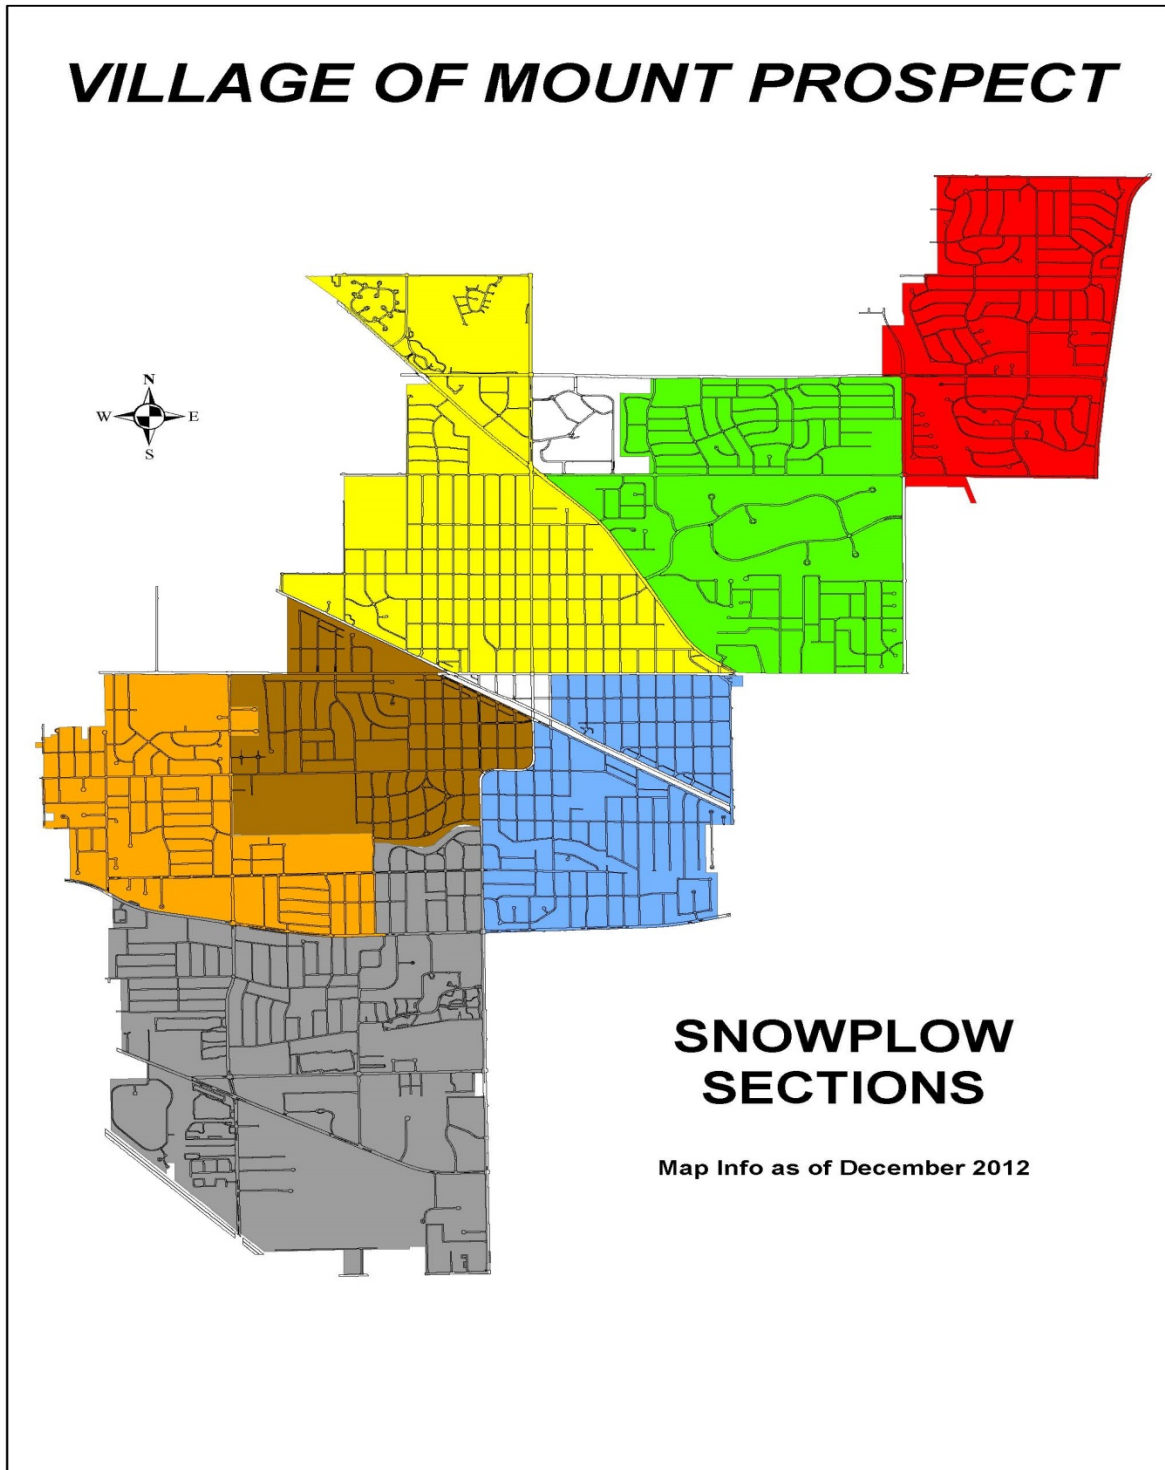 VILLAGE OF MOUNT PROSPECT
N
W E
S
SNOWPLOW
SECTIONS
Map Info as of December 2012